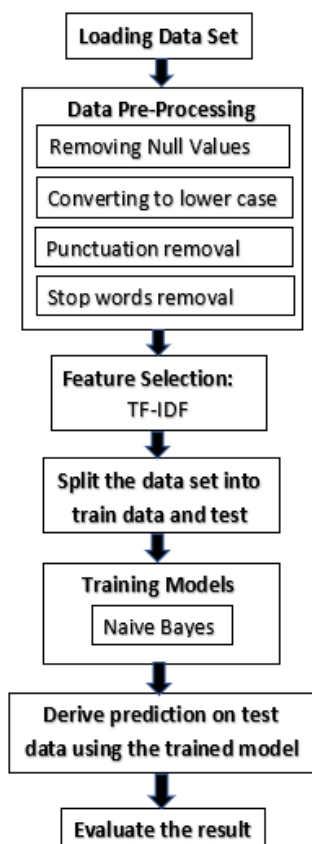 Loading Data Set
Data Pre-Processing
Removing Null Values
Converting to lower case
Punctuation removal
Stop words removal
Feature Selection:
TF-IDF
Split the data set into
train data and test
Training Models
Naive Bayes
Derive prediction on test
data using the trained model
Evaluate the result